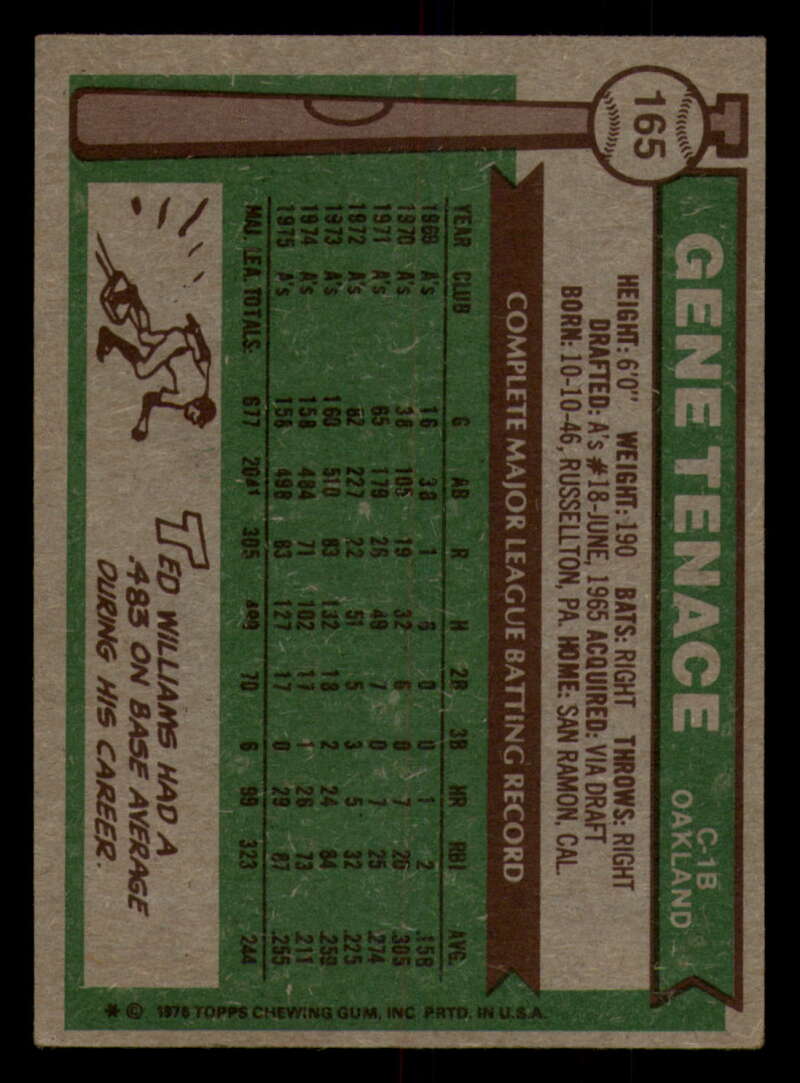 165
GENE TENACE
C-1B
OAKLAND
HEIGHT: 6'0" WEIGHT: 190 BATS: RIGHT THROWS: RIGHT
DRAFTED: A's #18-JUNE, 1965 ACQUIRED: VIA DRAFT
BORN: 10-10-46, RUSSELLTON, PA. HOME: SAN RAMON, CAL.
COMPLETE MAJOR LEAGUE BATTING RECORD
YEAR CLUB G AB R H 2B 3B HR RBI AVG.
1969 A's 16 38 1 6 0 0 1 2 .158
1970 A's 38 105 19 32 6 0 7 26 .305
1971 A's 65 179 26 49 7 0 7 25 .274
1972 A's 82 227 22 51 5 3 5 32 .225
1973 A's 160 510 83 132 18 2 24 84 .259
1974 A's 158 484 71 102 17 1 26 73 .211
1975 A's 156 498 83 127 17 0 29 87 .255
MAJ. LEA. TOTALS: 677 2041 305 499 70 6 99 323 .244
TED WILLIAMS HAD A
.483 ON BASE AVERAGE
DURING HIS CAREER.
* © 1976 TOPPS CHEWING GUM, INC. PRTD. IN U.S.A.